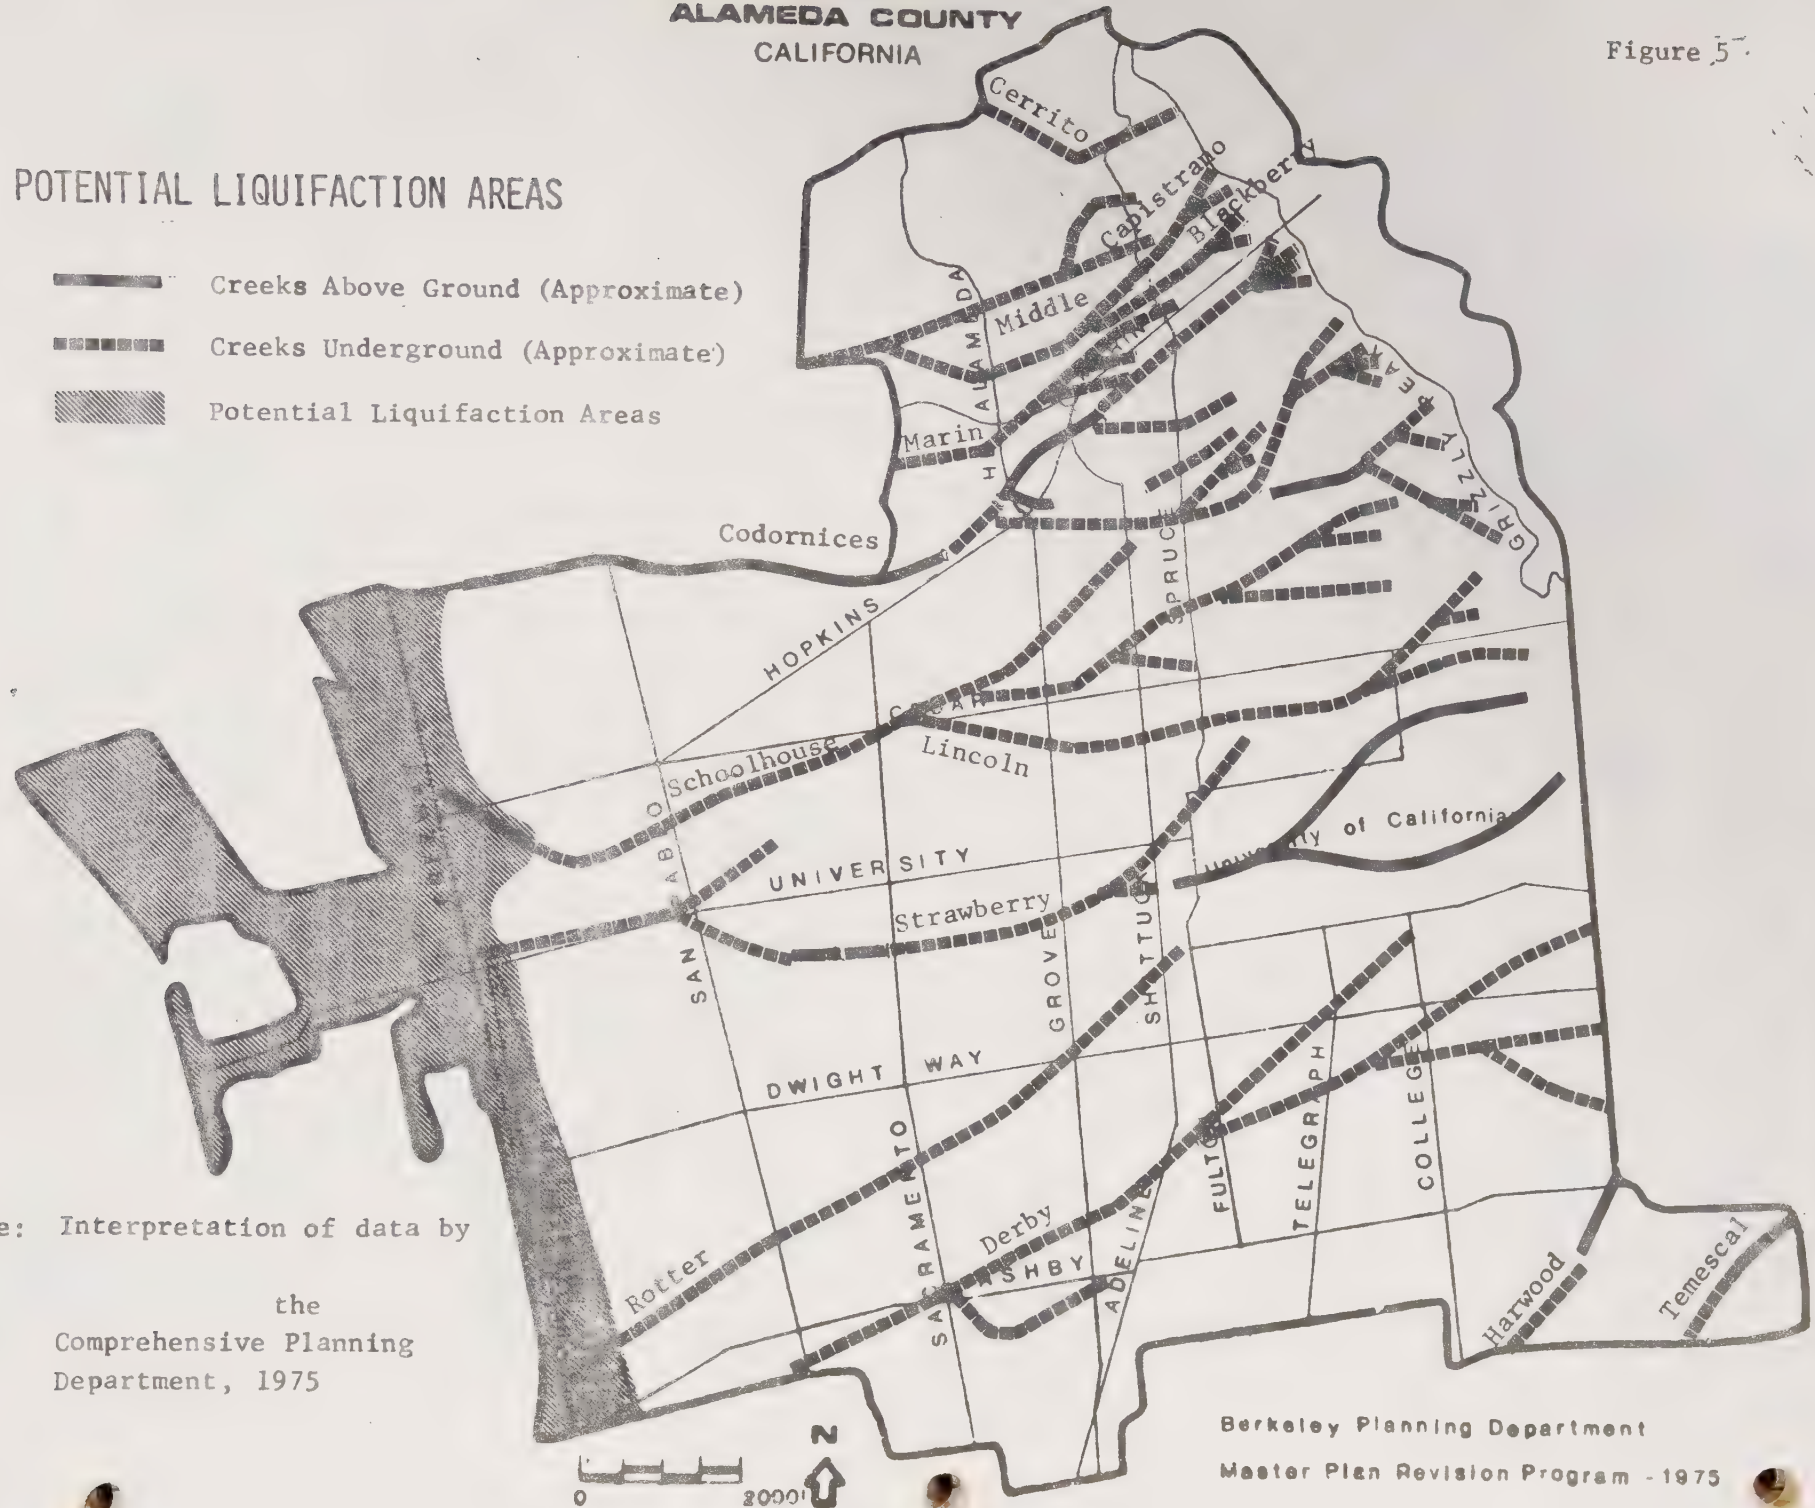 ALAMEDA COUNTY
CALIFORNIA
Figure 5
POTENTIAL LIQUIFACTION AREAS
Creeks Above Ground (Approximate)
Creeks Underground (Approximate)
Potential Liquifaction Areas
Cerrito
Capistrano
Blackberry
Middle
ALAMEDA
Marin
GRIZZLY PEAK
Codornices
SPRUCE
HOPKINS
CEDAR
Schoolhouse
Lincoln
SAN PABLO
UNIVERSITY
University of California
Strawberry
GROVE
SHATTUCK
DWIGHT WAY
SACRAMENTO
FULTON
TELEGRAPH
COLLEGE
Derby
ASHBY
ADELINE
Rotter
Harwood
Temescal
e: Interpretation of data by
the
Comprehensive Planning
Department, 1975
N
0 2000'
Berkeley Planning Department
Master Plan Revision Program - 1975